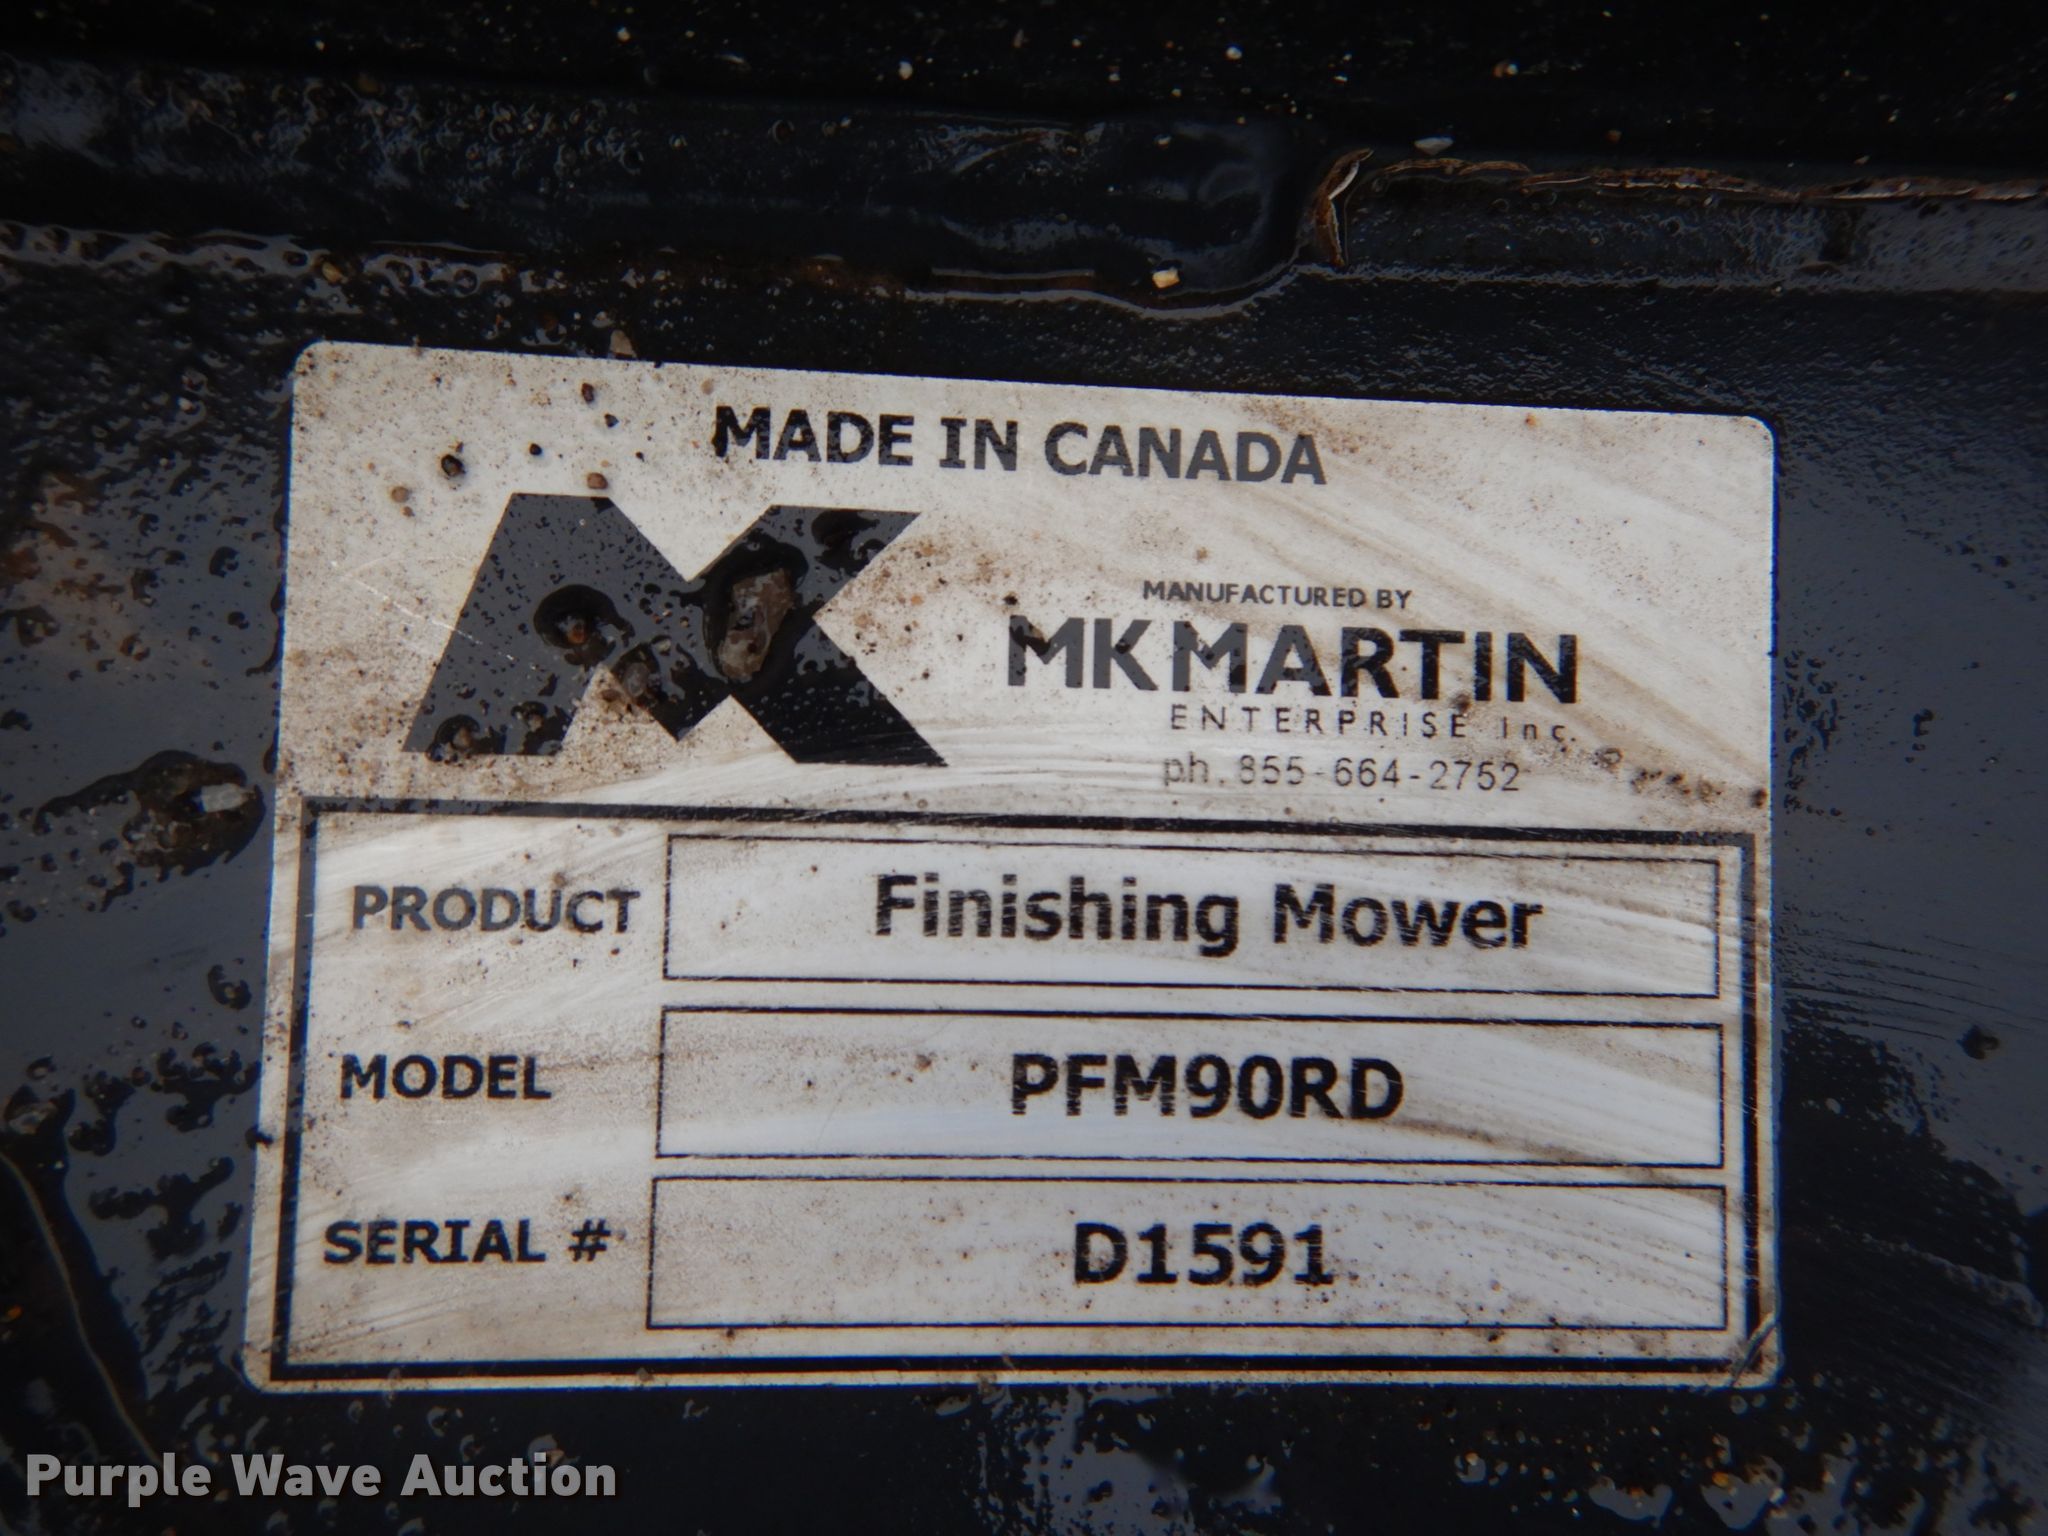 MADE IN CANADA
MK
MANUFACTURED BY
MKMARTIN
ENTERPRISE Inc.
ph. 855-664-2752
PRODUCT Finishing Mower
MODEL PFM90RD
SERIAL # D1591
Purple Wave Auction